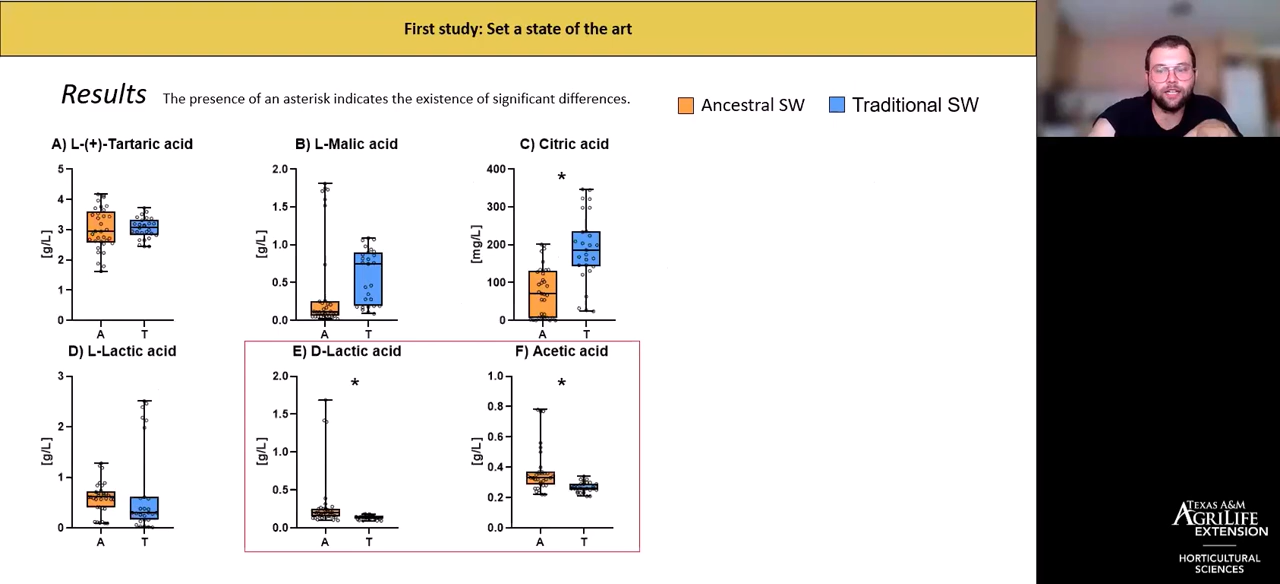 First study: Set a state of the art
Results The presence of an asterisk indicates the existence of significant differences.
Ancestral SW Traditional SW
A) L-(+)-Tartaric acid
5
4
3
2
1
0
[g/L]
A T
B) L-Malic acid
2.0
1.5
1.0
0.5
0.0
[g/L]
A T
C) Citric acid
*
400
300
200
100
0
[mg/L]
A T
D) L-Lactic acid
3
2
1
0
[g/L]
A T
E) D-Lactic acid
*
2.0
1.5
1.0
0.5
0.0
[g/L]
A T
F) Acetic acid
*
1.0
0.8
0.6
0.4
0.2
0.0
[g/L]
A T
TEXAS A&M
AGRILIFE
EXTENSION
HORTICULTURAL
SCIENCES